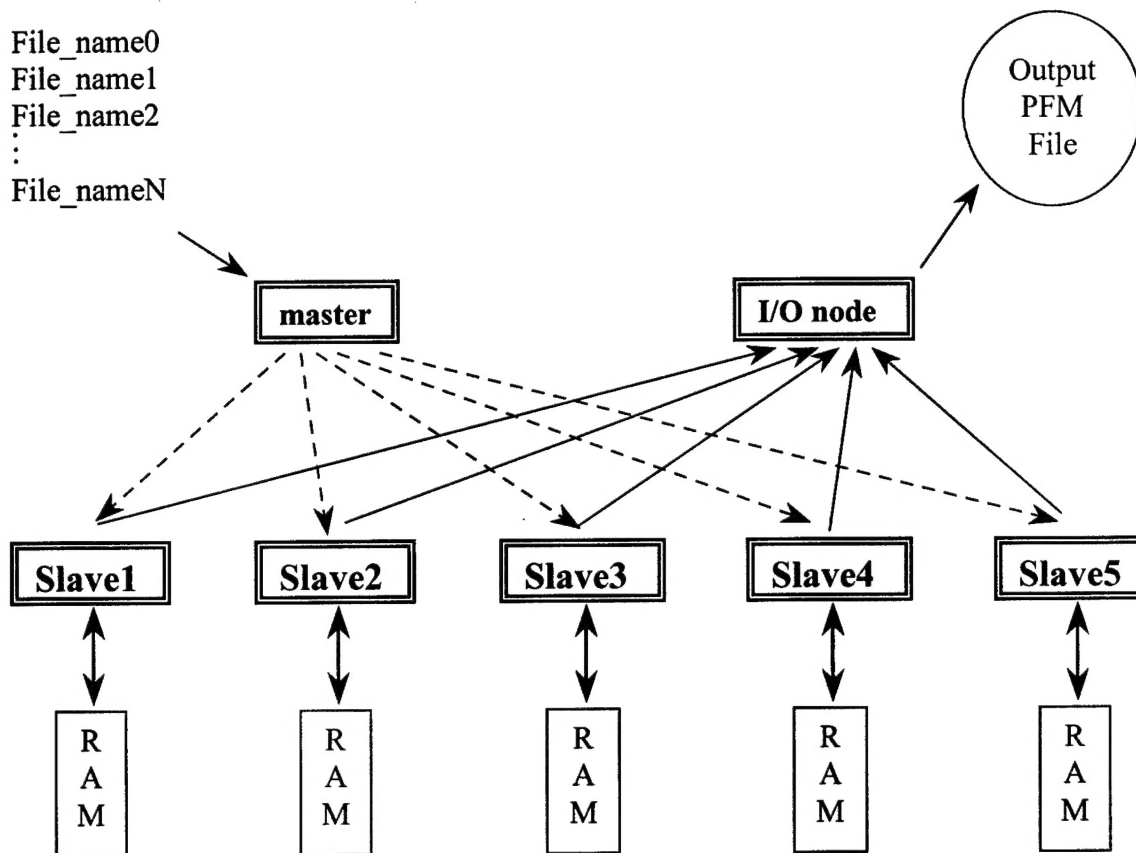 File_name0
File_name1
File_name2
⋮
File_nameN
Output
PFM
File
master
I/O node
Slave1
Slave2
Slave3
Slave4
Slave5
R
A
M
R
A
M
R
A
M
R
A
M
R
A
M